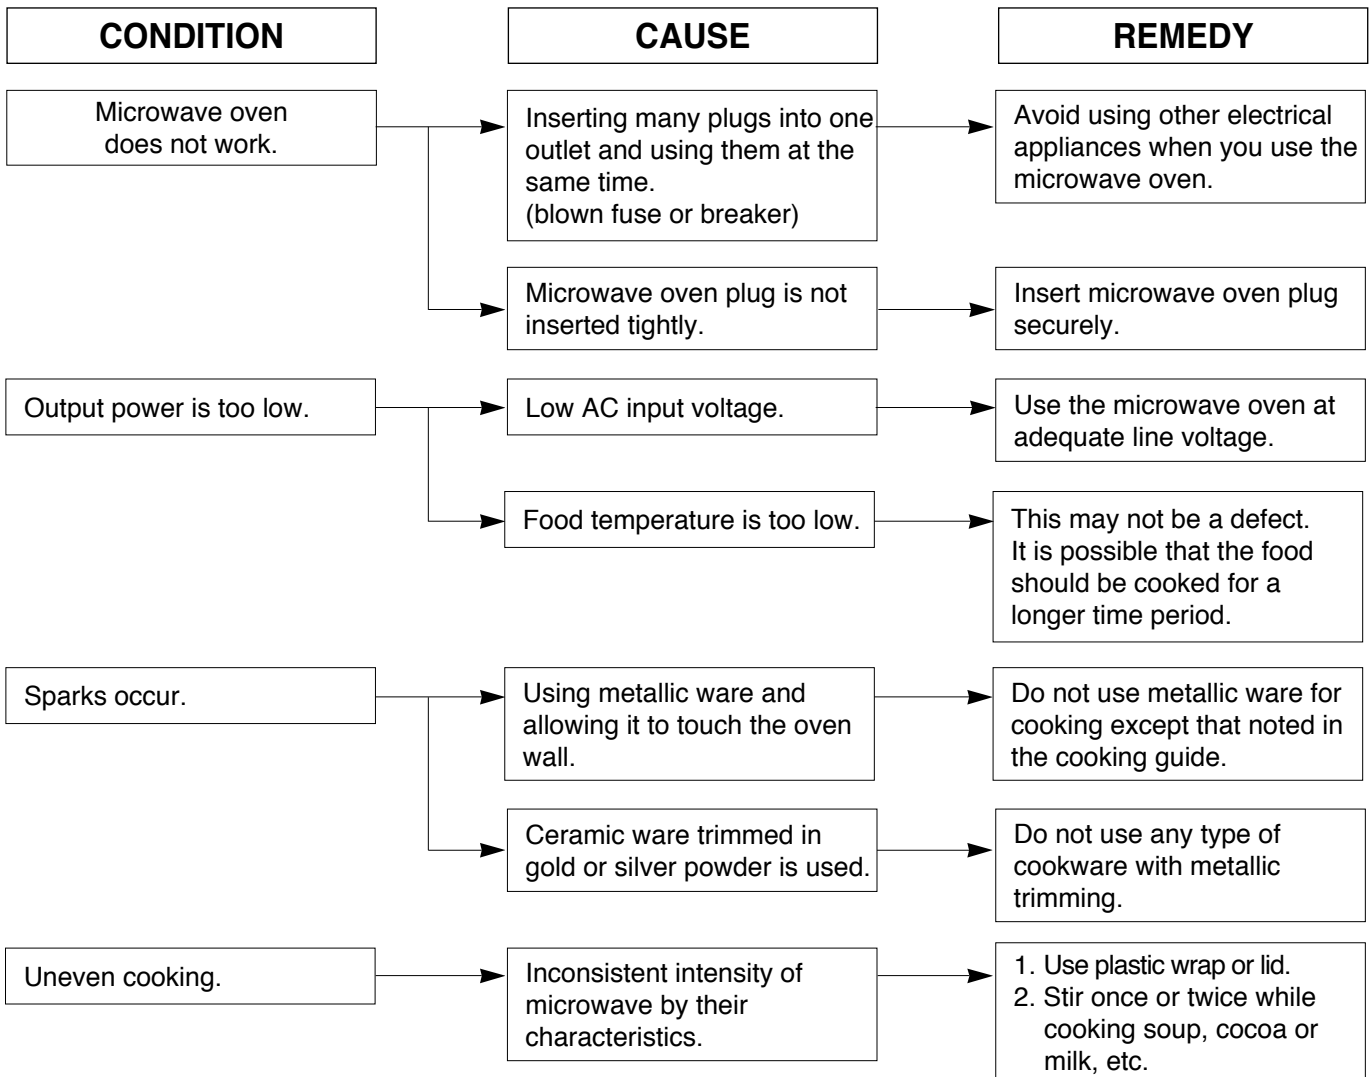 CONDITION
CAUSE
REMEDY
Microwave oven
does not work.
Inserting many plugs into one
outlet and using them at the
same time.
(blown fuse or breaker)
Avoid using other electrical
appliances when you use the
microwave oven.
Microwave oven plug is not
inserted tightly.
Insert microwave oven plug
securely.
Output power is too low.
Low AC input voltage.
Use the microwave oven at
adequate line voltage.
Food temperature is too low.
This may not be a defect.
It is possible that the food
should be cooked for a
longer time period.
Sparks occur.
Using metallic ware and
allowing it to touch the oven
wall.
Do not use metallic ware for
cooking except that noted in
the cooking guide.
Ceramic ware trimmed in
gold or silver powder is used.
Do not use any type of
cookware with metallic
trimming.
Uneven cooking.
Inconsistent intensity of
microwave by their
characteristics.
1. Use plastic wrap or lid.
2. Stir once or twice while
cooking soup, cocoa or
milk, etc.